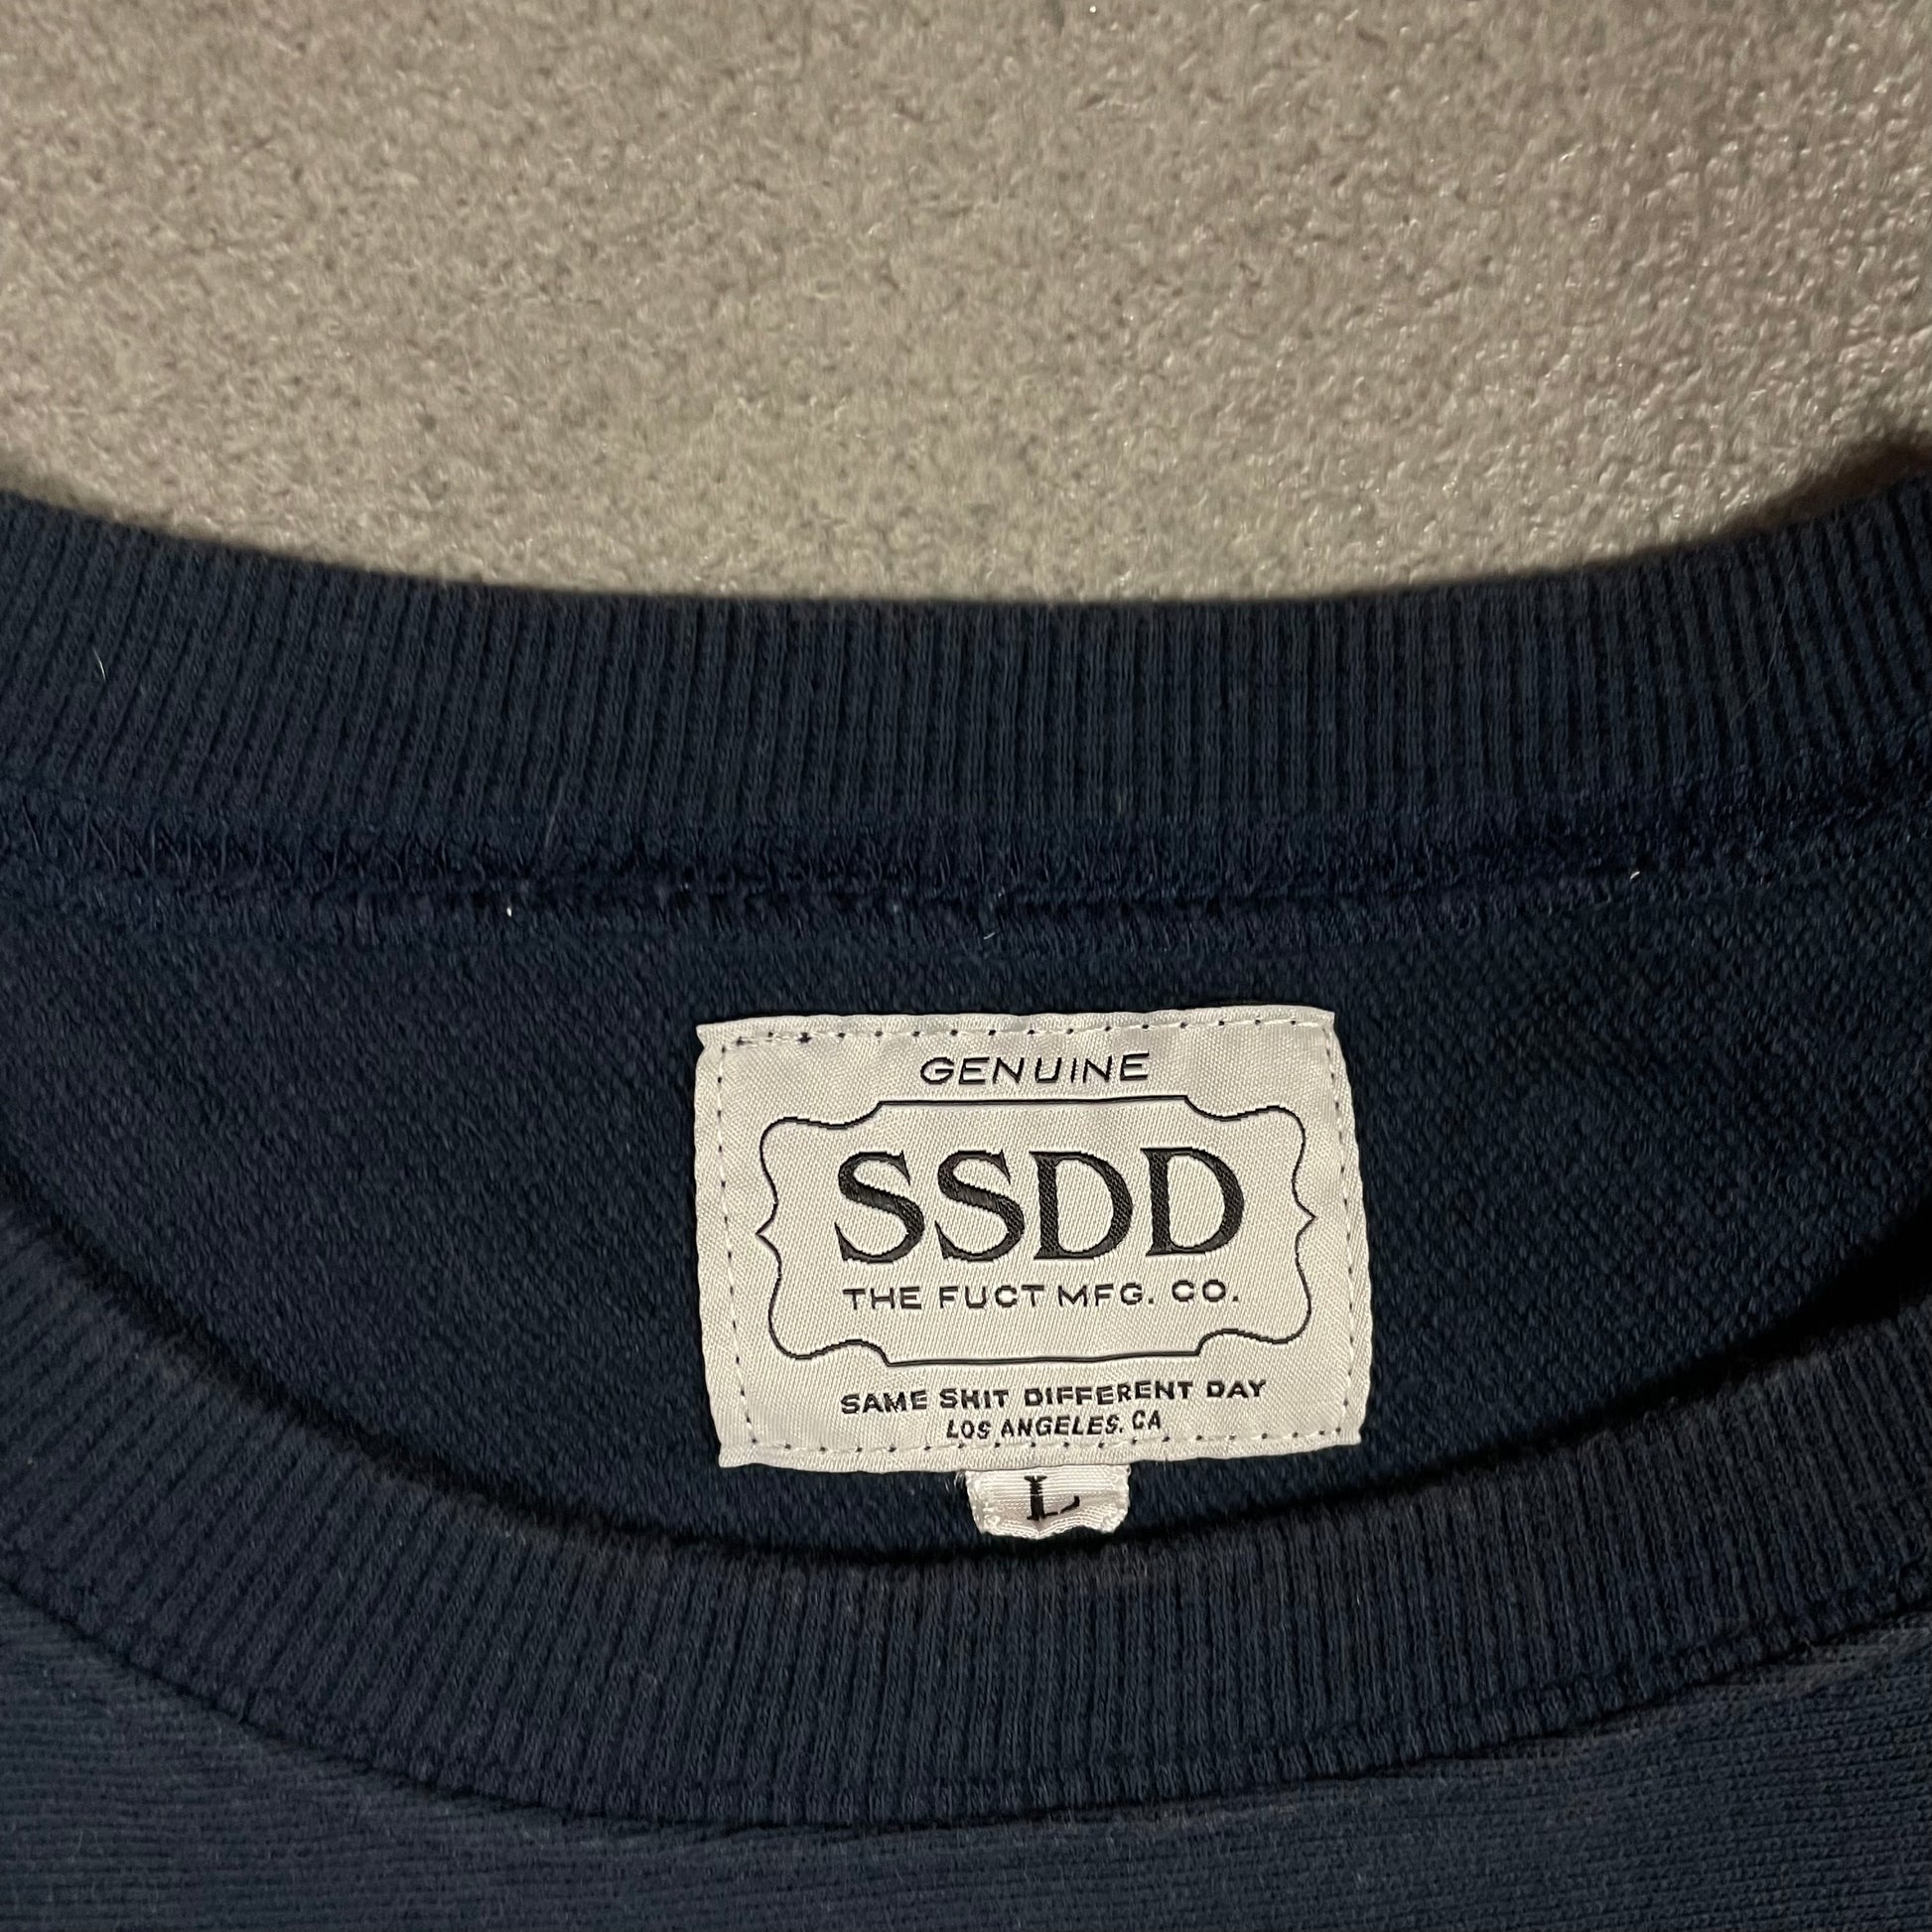 GENUINE
SSDD
THE FUCT MFG. CO.
SAME SHIT DIFFERENT DAY
LOS ANGELES, CA
L